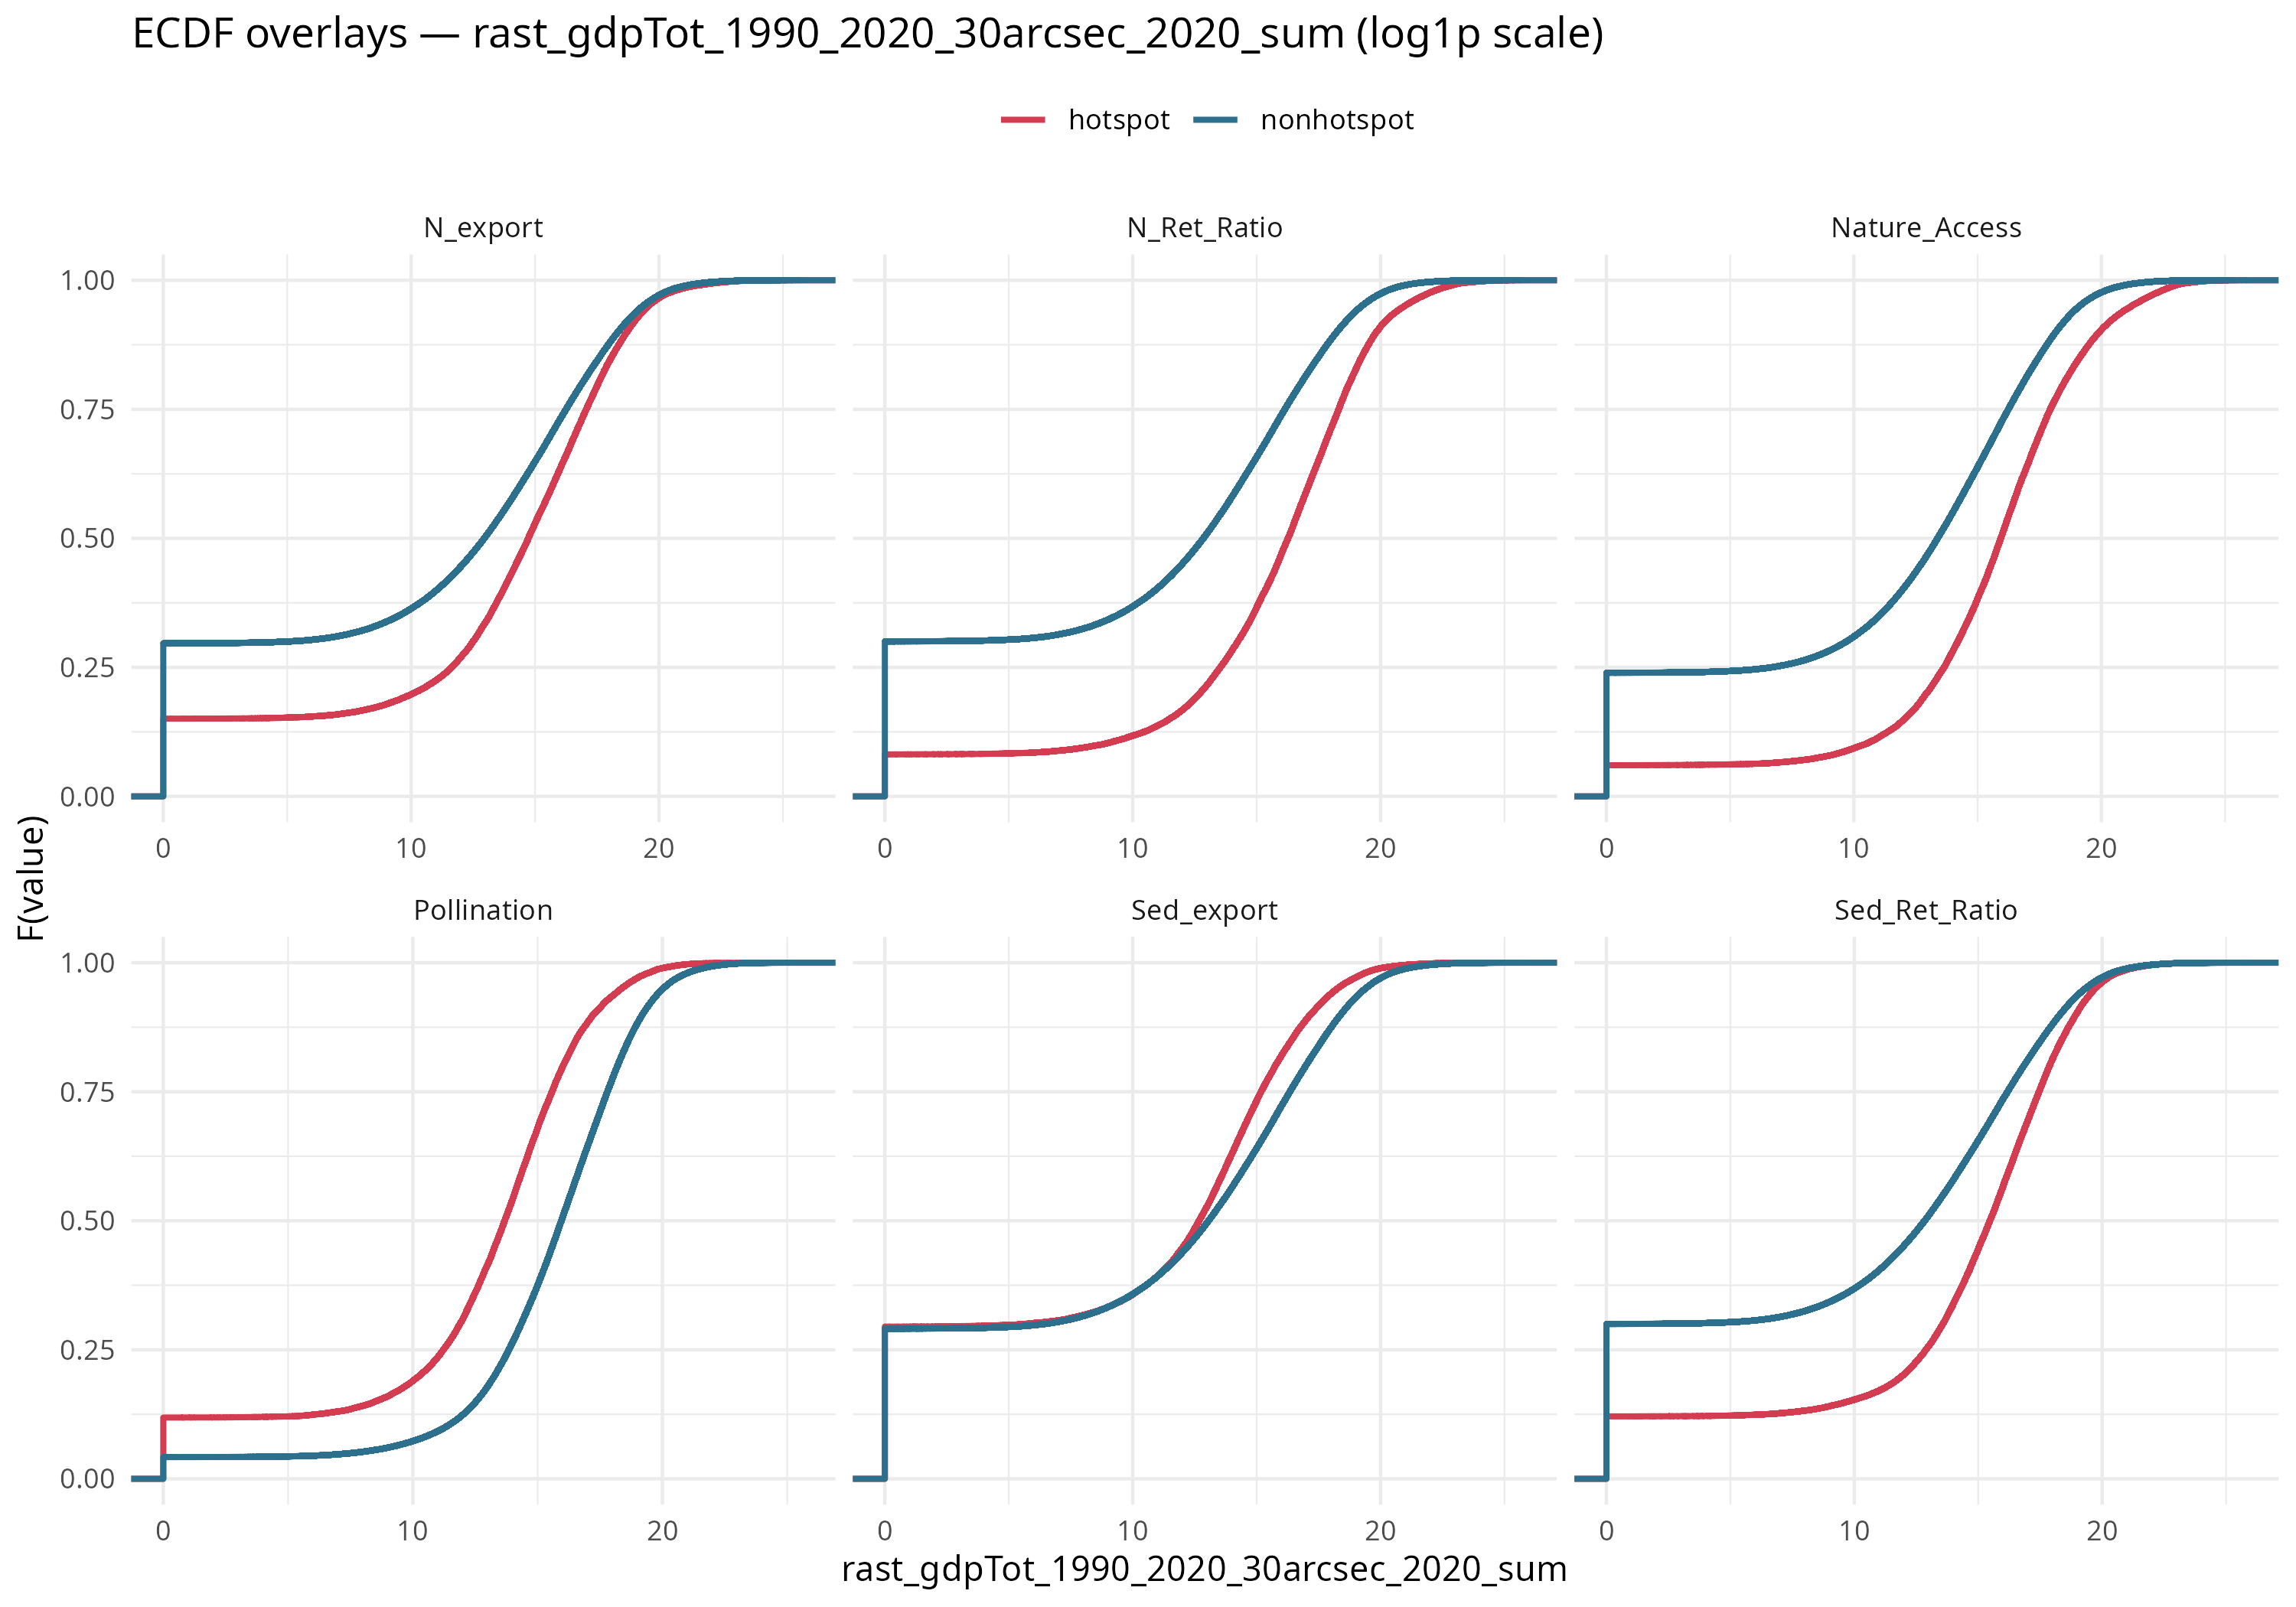 ECDF overlays — rast_gdpTot_1990_2020_30arcsec_2020_sum (log1p scale)
hotspot nonhotspot
N_export N_Ret_Ratio Nature_Access
1.00
0.75
0.50
0.25
0.00
0 10 20 0 10 20 0 10 20
F(value)
Pollination Sed_export Sed_Ret_Ratio
1.00
0.75
0.50
0.25
0.00
0 10 20 0 10 20 0 10 20
rast_gdpTot_1990_2020_30arcsec_2020_sum